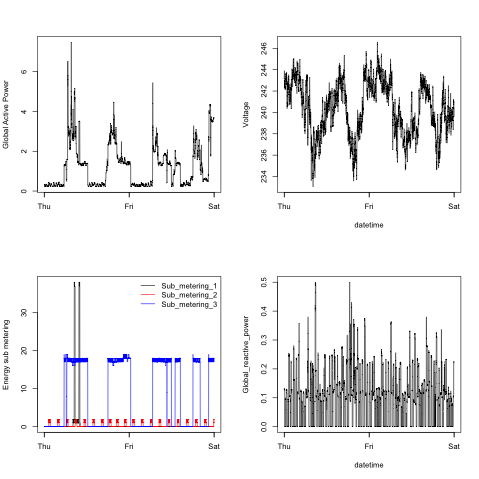 Global Active Power
6
4
2
0
Thu
Fri
Sat
Voltage
246
244
242
240
238
236
234
Thu
Fri
Sat
datetime
Energy sub metering
30
20
10
0
Sub_metering_1
Sub_metering_2
Sub_metering_3
Thu
Fri
Sat
Global_reactive_power
0.5
0.4
0.3
0.2
0.1
0.0
Thu
Fri
Sat
datetime